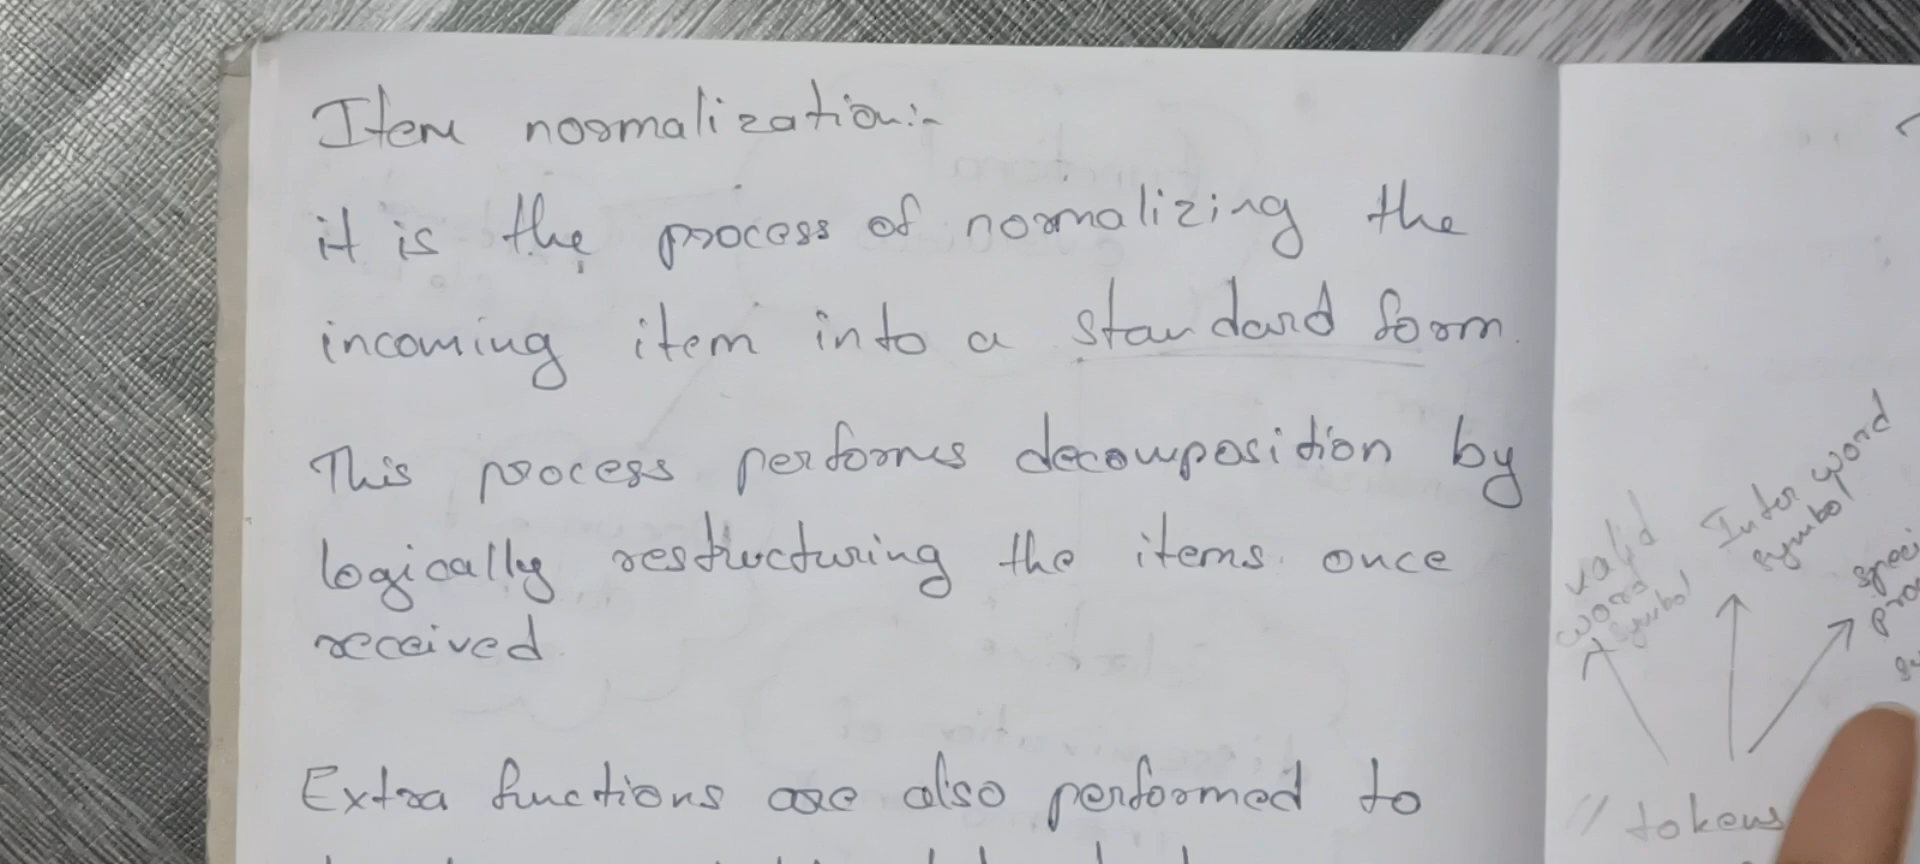 Item normalization:-
it is the process of normalizing the
incoming item into a standard form.
This process performs decomposition by
logically restructuring the items once
received
Extra functions are also performed to
valid
word
symbol
Inter word
symbol
// tokens